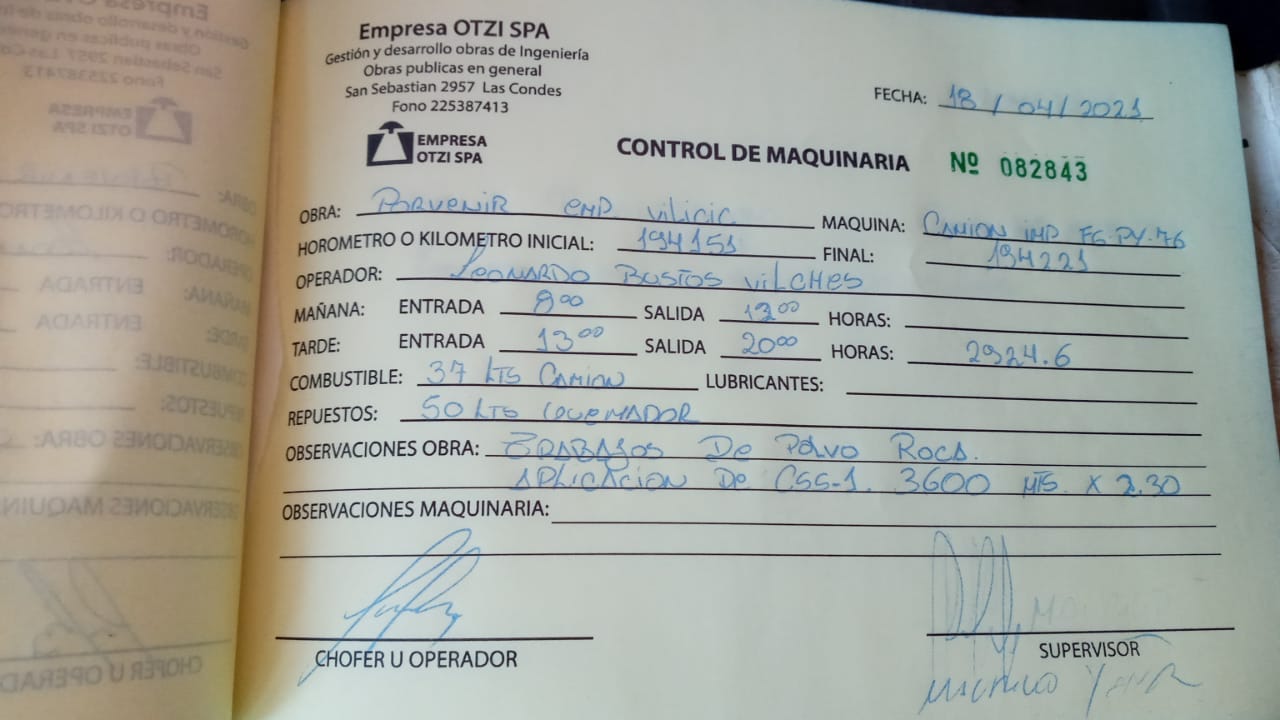 Empresa OTZI SPA
Gestión y desarrollo obras de Ingeniería
Obras publicas en general
San Sebastian 2957 Las Condes
Fono 225387413
EMPRESA
OTZI SPA
FECHA: 18 / 04 / 2021
CONTROL DE MAQUINARIA Nº 082843
OBRA: PORVENIR EMP VILICIC MAQUINA: CAMION IMP FG-PY-76
HOROMETRO O KILOMETRO INICIAL: 194151 FINAL: 194221
OPERADOR: LEONARDO BUSTOS VILCHES
MAÑANA: ENTRADA 8:00 SALIDA 12:00 HORAS:
TARDE: ENTRADA 13:00 SALIDA 20:00 HORAS: 2924.6
COMBUSTIBLE: 37 LTS CAMION LUBRICANTES:
REPUESTOS: 50 LTS QUEMADOR
OBSERVACIONES OBRA: TRABAJOS DE POLVO ROCA.
APLICACION DE CSS-1. 3600 MTS. X 2.30
OBSERVACIONES MAQUINARIA:
CHOFER U OPERADOR
SUPERVISOR